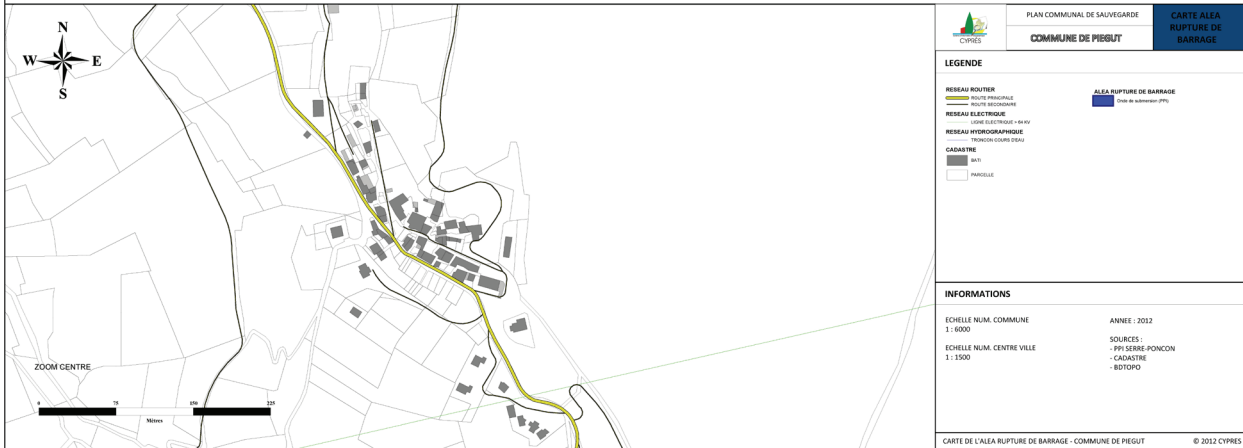 N
W E
S
ZOOM CENTRE
0 75 150 225
Mètres
CYPRÈS
PLAN COMMUNAL DE SAUVEGARDE
COMMUNE DE PIEGUT
CARTE ALEA
RUPTURE DE
BARRAGE
LEGENDE
RESEAU ROUTIER
ROUTE PRINCIPALE
ROUTE SECONDAIRE
RESEAU ELECTRIQUE
LIGNE ELECTRIQUE > 64 KV
RESEAU HYDROGRAPHIQUE
TRONCON COURS D'EAU
CADASTRE
BATI
PARCELLE
ALEA RUPTURE DE BARRAGE
Onde de submersion (PPI)
INFORMATIONS
ECHELLE NUM. COMMUNE
1 : 6000
ECHELLE NUM. CENTRE VILLE
1 : 1500
ANNEE : 2012
SOURCES :
- PPI SERRE-PONCON
- CADASTRE
- BDTOPO
CARTE DE L'ALEA RUPTURE DE BARRAGE - COMMUNE DE PIEGUT © 2012 CYPRES